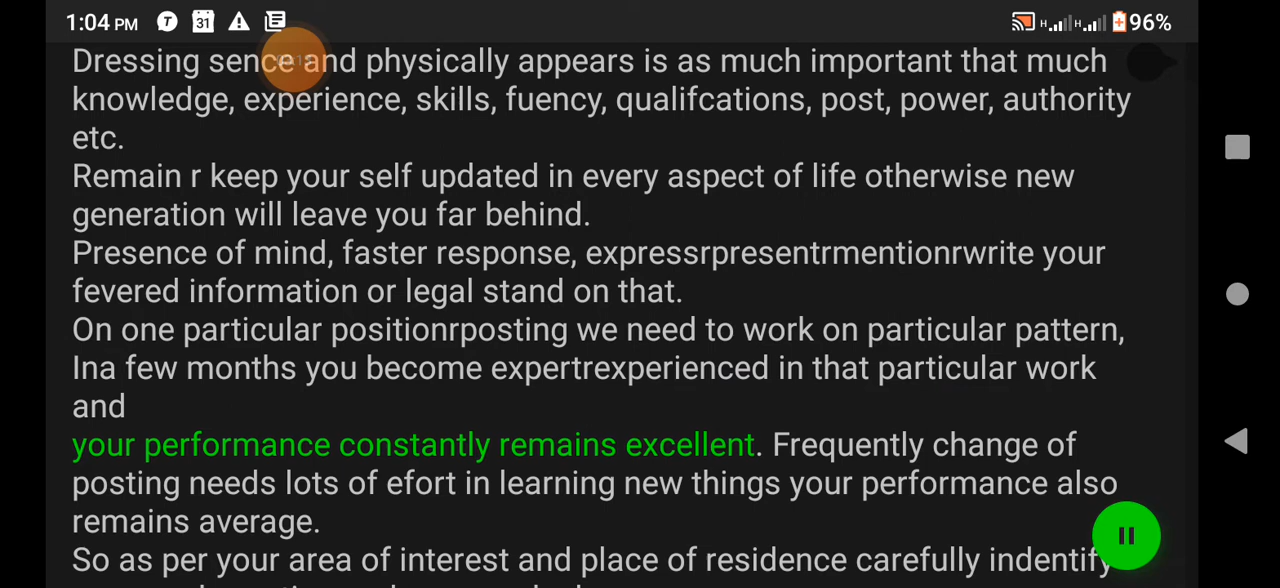 1:04 PM 31 H H 96%
Dressing sence and physically appears is as much important that much
knowledge, experience, skills, fuency, qualifcations, post, power, authority
etc.
Remain r keep your self updated in every aspect of life otherwise new
generation will leave you far behind.
Presence of mind, faster response, expressrpresentrmentionrwrite your
fevered information or legal stand on that.
On one particular positionrposting we need to work on particular pattern,
Ina few months you become expertrexperienced in that particular work
and
your performance constantly remains excellent. Frequently change of
posting needs lots of efort in learning new things your performance also
remains average.
So as per your area of interest and place of residence carefully indentify